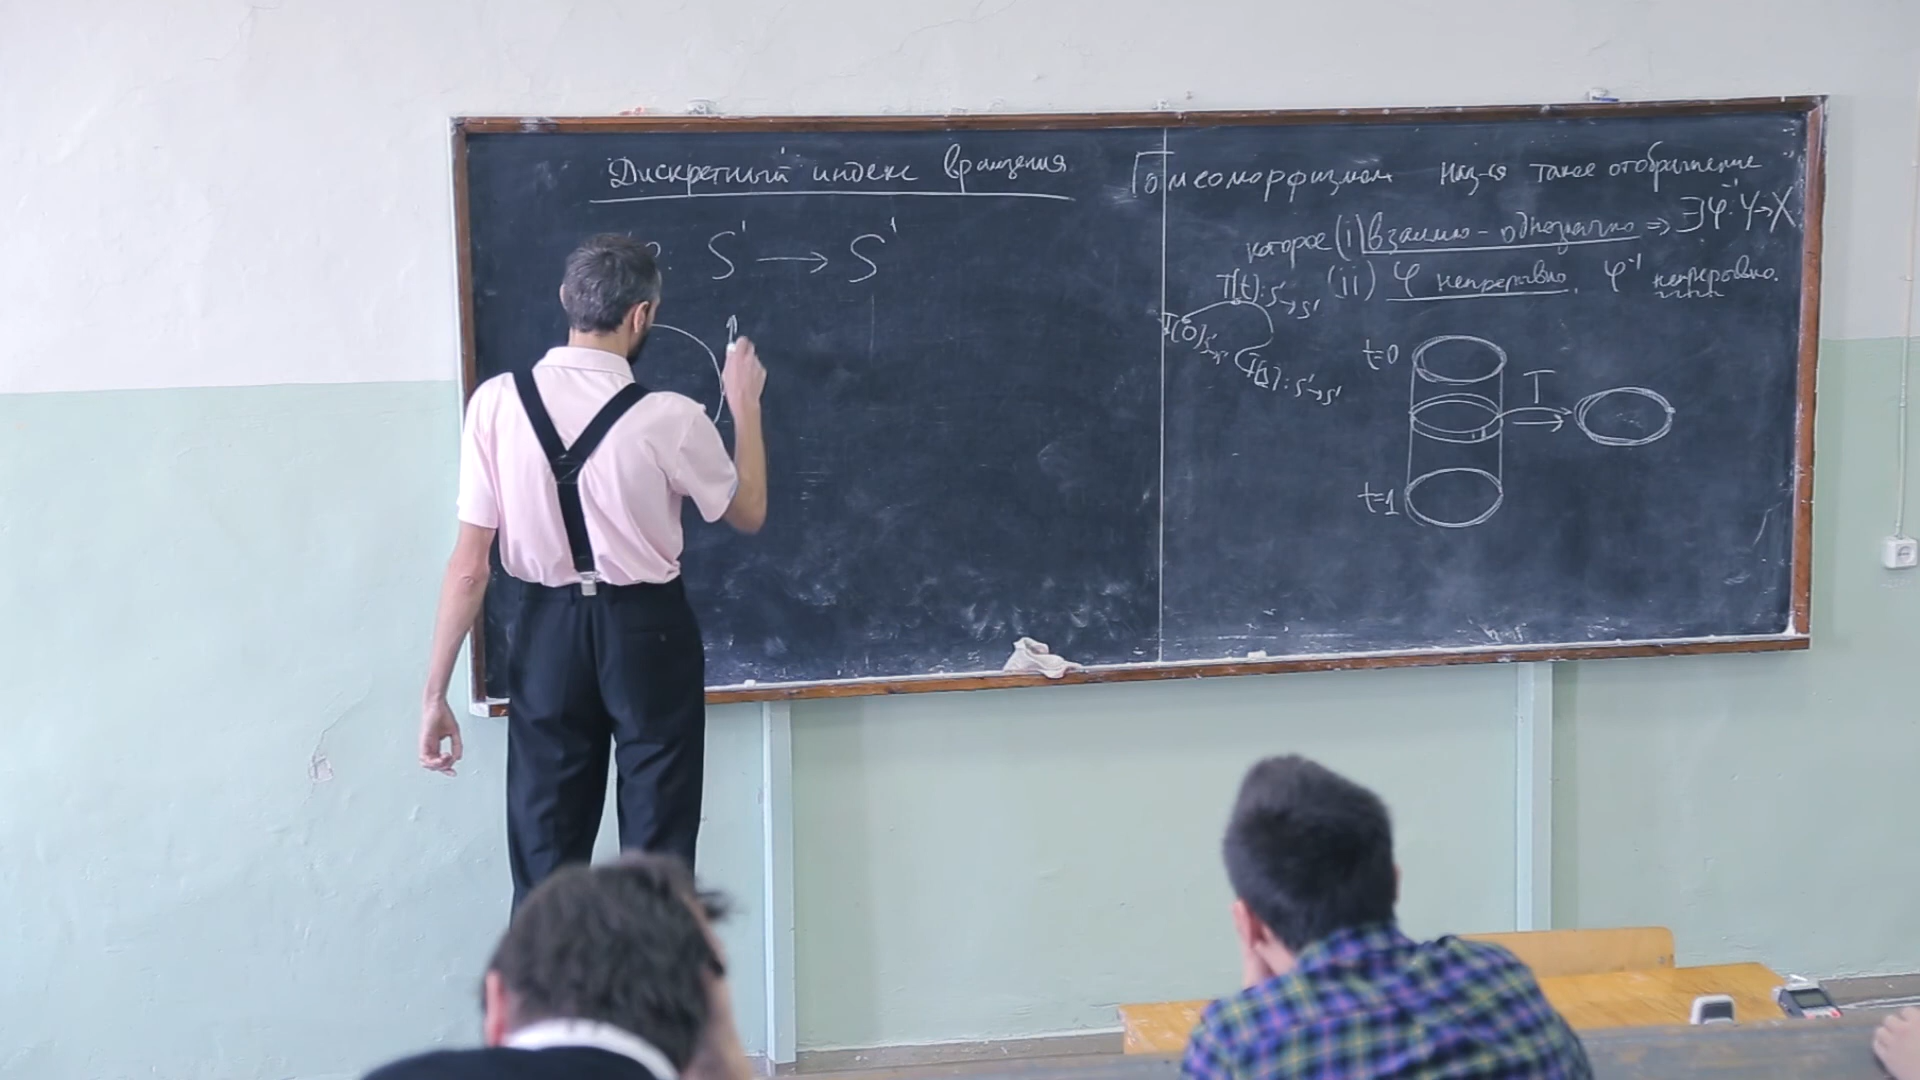 Дискретный индекс вращения
: S¹ → S¹
Гомеоморфизмом наз-ся такое отображение
которое (i) взаимно-однозначно => ∃φ⁻¹: Y→X
(ii) φ непрерывно, φ⁻¹ непрерывно.
T(t): S¹→S¹
T(0) S¹→S¹
T(1): S¹→S¹
t=0
T
t=1